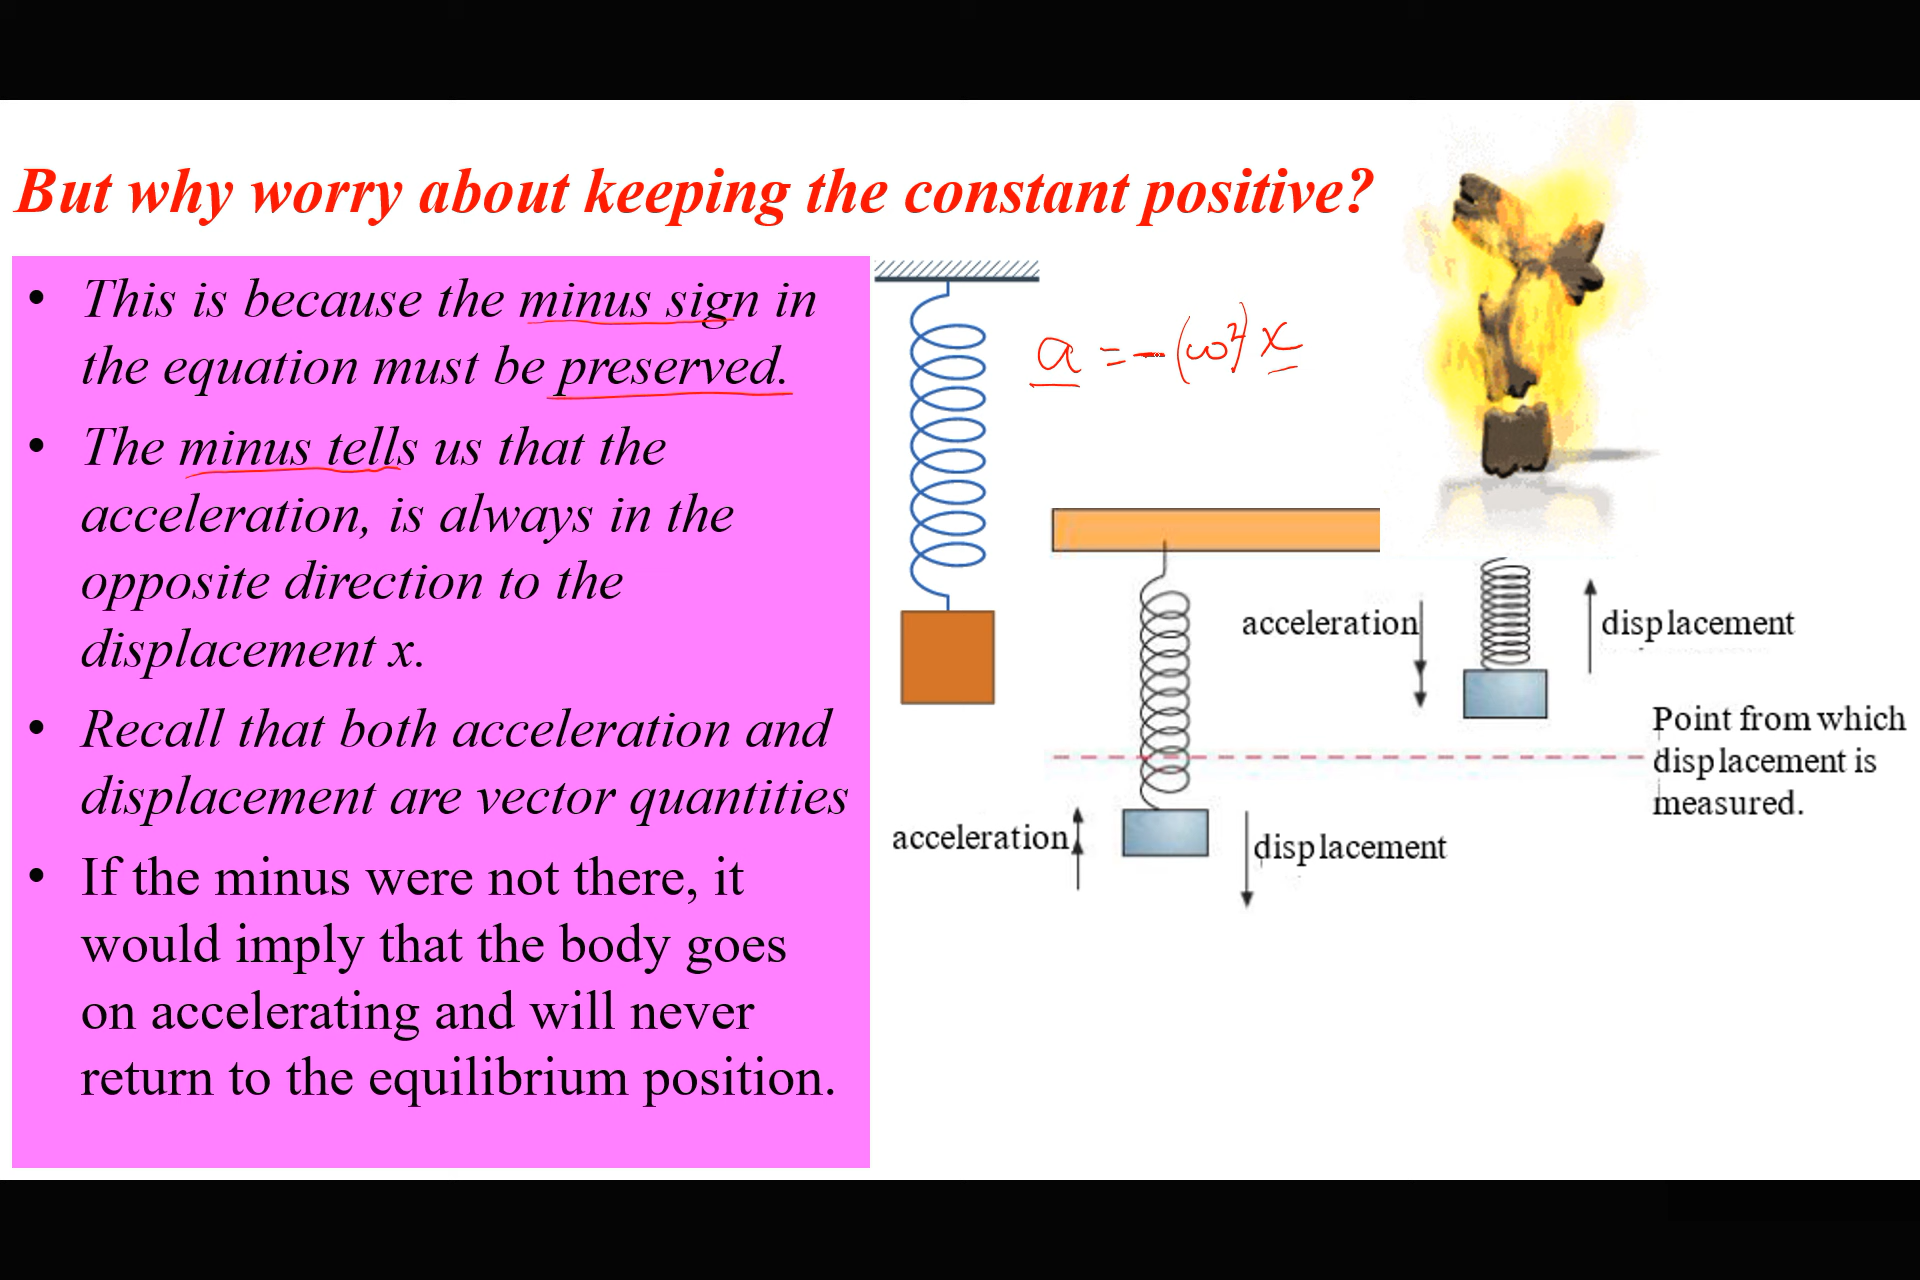 But why worry about keeping the constant positive?
• This is because the minus sign in
the equation must be preserved.
• The minus tells us that the
acceleration, is always in the
opposite direction to the
displacement x.
• Recall that both acceleration and
displacement are vector quantities
• If the minus were not there, it
would imply that the body goes
on accelerating and will never
return to the equilibrium position.
a = -(ω²) x
acceleration
displacement
Point from which
displacement is
measured.
acceleration
displacement